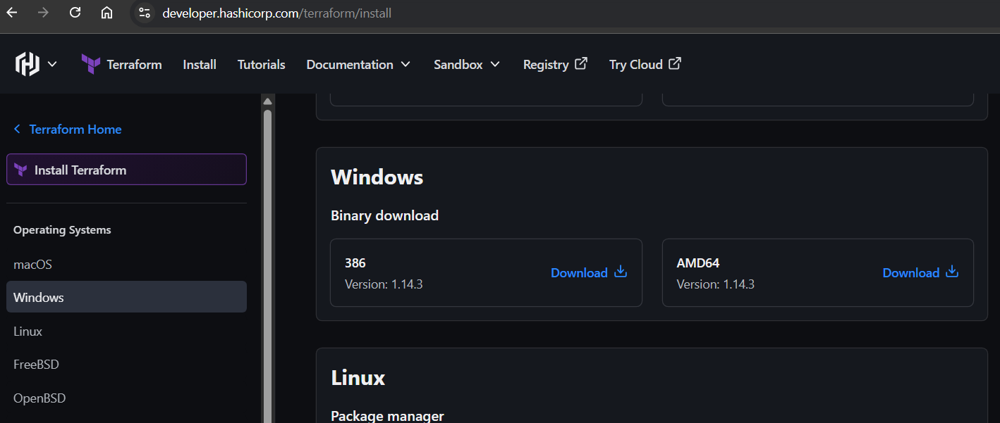 developer.hashicorp.com/terraform/install
Terraform Install Tutorials Documentation Sandbox Registry Try Cloud
Terraform Home
Install Terraform
Operating Systems
macOS
Windows
Linux
FreeBSD
OpenBSD
Windows
Binary download
386
Version: 1.14.3
Download
AMD64
Version: 1.14.3
Download
Linux
Package manager